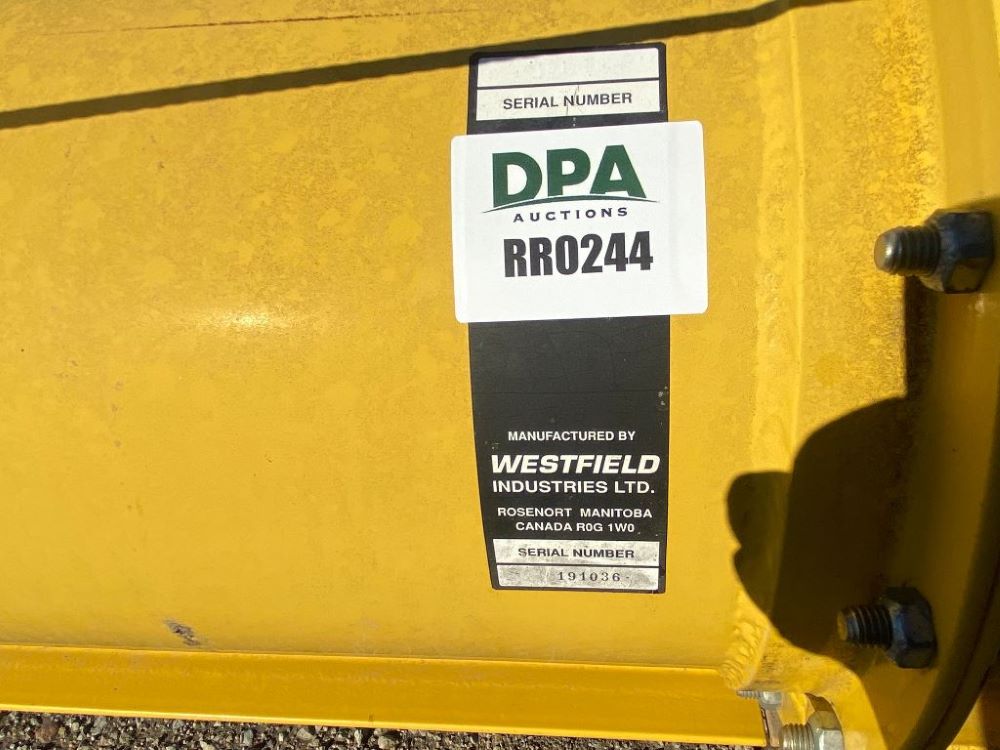 SERIAL NUMBER
DPA
AUCTIONS
RR0244
MANUFACTURED BY
WESTFIELD
INDUSTRIES LTD.
ROSENORT MANITOBA
CANADA R0G 1W0
SERIAL NUMBER
191036